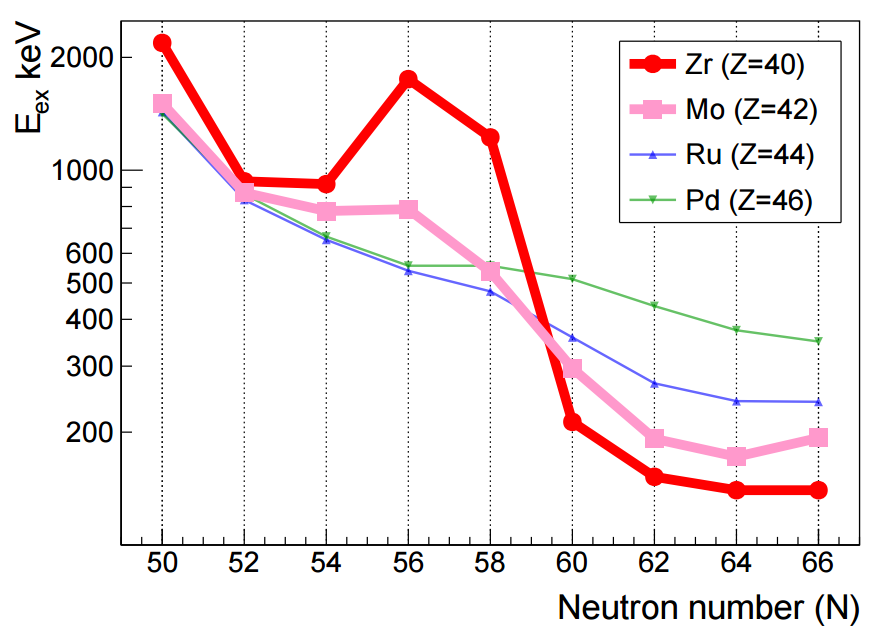 E_ex keV
2000
1000
600
500
400
300
200
Zr (Z=40)
Mo (Z=42)
Ru (Z=44)
Pd (Z=46)
50 52 54 56 58 60 62 64 66
Neutron number (N)